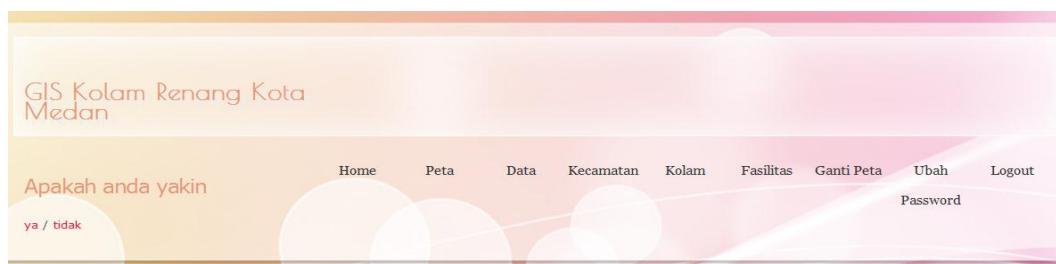 GIS Kolam Renang Kota
Medan
Home Peta Data Kecamatan Kolam Fasilitas Ganti Peta Ubah Password Logout
Apakah anda yakin
ya / tidak